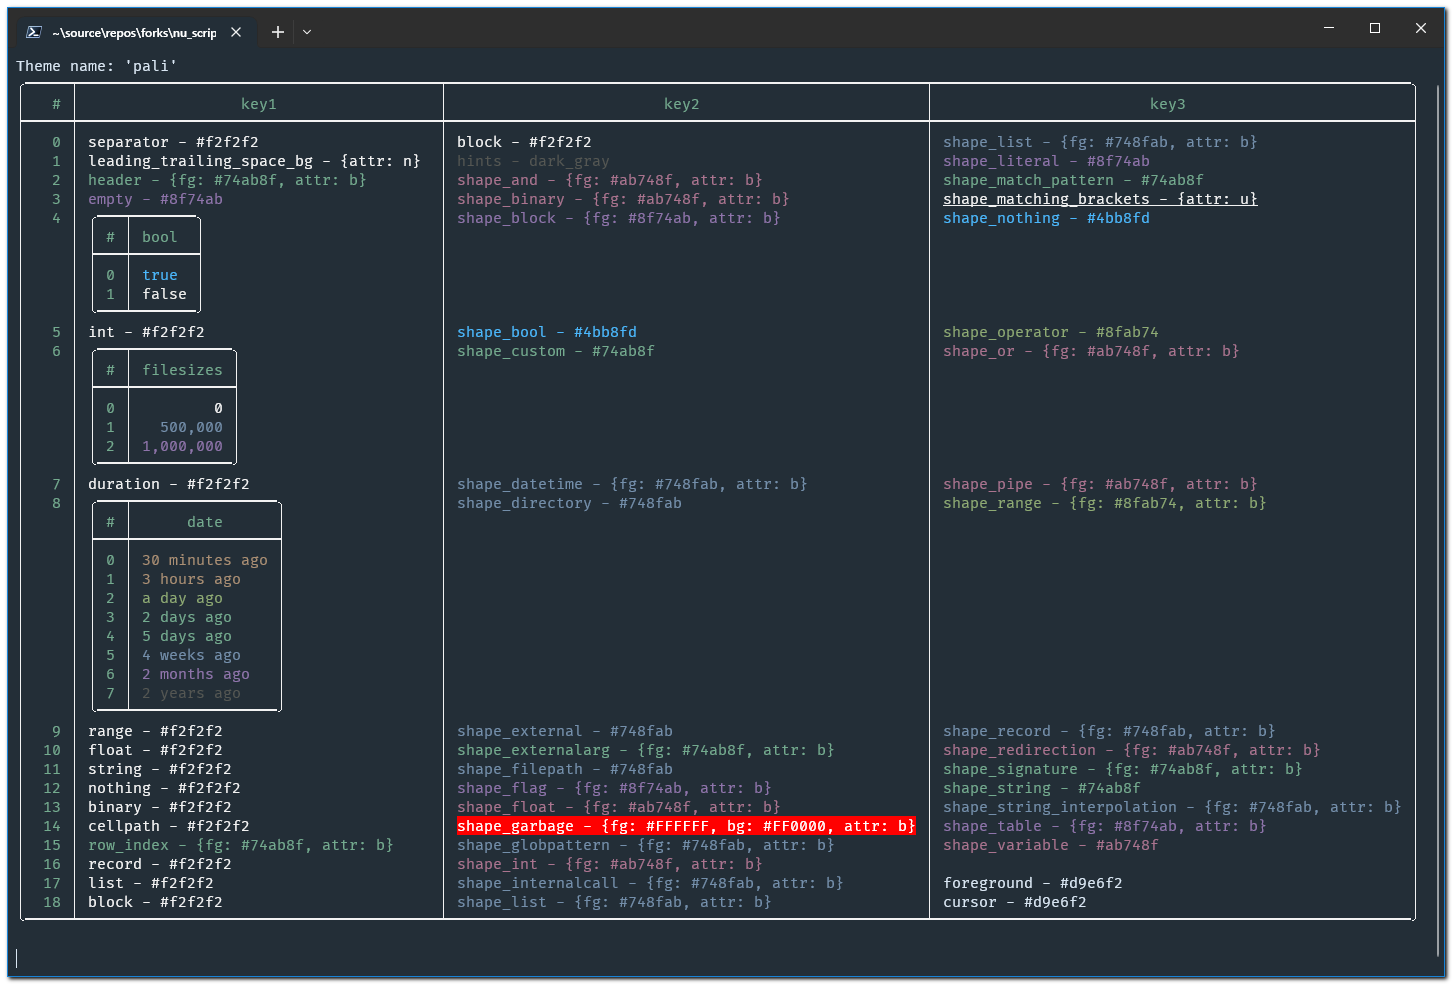 ~\source\repos\forks\nu_scrip
Theme name: 'pali'
# key1 key2 key3
0 separator - #f2f2f2 block - #f2f2f2 shape_list - {fg: #748fab, attr: b}
1 leading_trailing_space_bg - {attr: n} hints - dark_gray shape_literal - #8f74ab
2 header - {fg: #74ab8f, attr: b} shape_and - {fg: #ab748f, attr: b} shape_match_pattern - #74ab8f
3 empty - #8f74ab shape_binary - {fg: #ab748f, attr: b} shape_matching_brackets - {attr: u}
4 shape_block - {fg: #8f74ab, attr: b} shape_nothing - #4bb8fd
# bool
0 true
1 false
5 int - #f2f2f2 shape_bool - #4bb8fd shape_operator - #8fab74
6 shape_custom - #74ab8f shape_or - {fg: #ab748f, attr: b}
# filesizes
0 0
1 500,000
2 1,000,000
7 duration - #f2f2f2 shape_datetime - {fg: #748fab, attr: b} shape_pipe - {fg: #ab748f, attr: b}
8 shape_directory - #748fab shape_range - {fg: #8fab74, attr: b}
# date
0 30 minutes ago
1 3 hours ago
2 a day ago
3 2 days ago
4 5 days ago
5 4 weeks ago
6 2 months ago
7 2 years ago
9 range - #f2f2f2 shape_external - #748fab shape_record - {fg: #748fab, attr: b}
10 float - #f2f2f2 shape_externalarg - {fg: #74ab8f, attr: b} shape_redirection - {fg: #ab748f, attr: b}
11 string - #f2f2f2 shape_filepath - #748fab shape_signature - {fg: #74ab8f, attr: b}
12 nothing - #f2f2f2 shape_flag - {fg: #8f74ab, attr: b} shape_string - #74ab8f
13 binary - #f2f2f2 shape_float - {fg: #ab748f, attr: b} shape_string_interpolation - {fg: #748fab, attr: b}
14 cellpath - #f2f2f2 shape_garbage - {fg: #FFFFFF, bg: #FF0000, attr: b} shape_table - {fg: #8f74ab, attr: b}
15 row_index - {fg: #74ab8f, attr: b} shape_globpattern - {fg: #748fab, attr: b} shape_variable - #ab748f
16 record - #f2f2f2 shape_int - {fg: #ab748f, attr: b}
17 list - #f2f2f2 shape_internalcall - {fg: #748fab, attr: b} foreground - #d9e6f2
18 block - #f2f2f2 shape_list - {fg: #748fab, attr: b} cursor - #d9e6f2